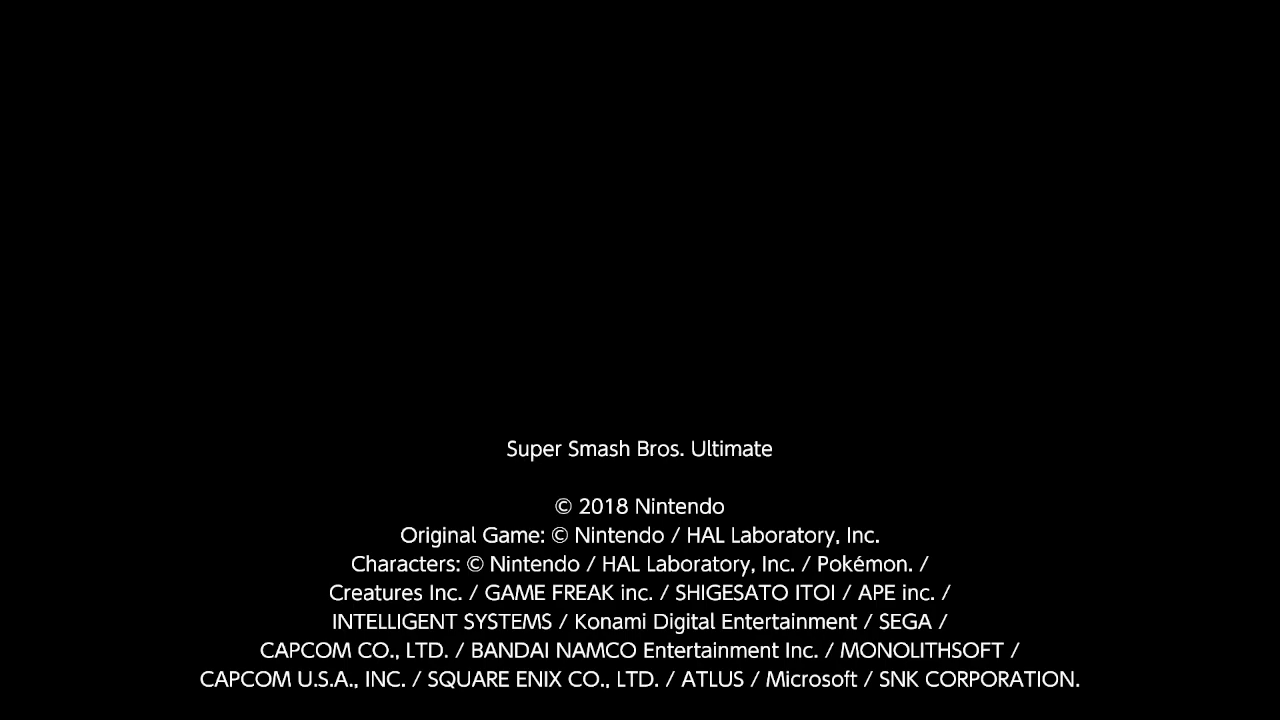 Super Smash Bros. Ultimate
© 2018 Nintendo
Original Game: © Nintendo / HAL Laboratory, Inc.
Characters: © Nintendo / HAL Laboratory, Inc. / Pokémon. /
Creatures Inc. / GAME FREAK inc. / SHIGESATO ITOI / APE inc. /
INTELLIGENT SYSTEMS / Konami Digital Entertainment / SEGA /
CAPCOM CO., LTD. / BANDAI NAMCO Entertainment Inc. / MONOLITHSOFT /
CAPCOM U.S.A., INC. / SQUARE ENIX CO., LTD. / ATLUS / Microsoft / SNK CORPORATION.